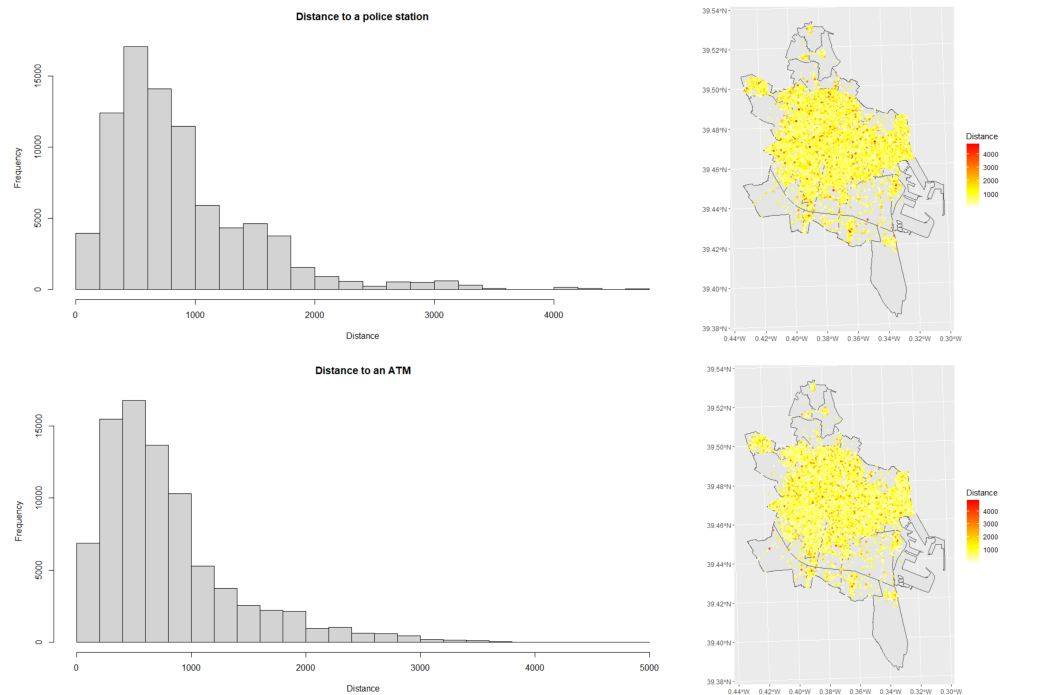 Distance to a police station
Frequency
0
5000
10000
15000
0
1000
2000
3000
4000
Distance
39.54°N
39.52°N
39.50°N
39.48°N
39.46°N
39.44°N
39.42°N
39.40°N
39.38°N
0.44°W 0.42°W 0.40°W 0.38°W 0.36°W 0.34°W 0.32°W 0.30°W
Distance
4000
3000
2000
1000
Distance to an ATM
Frequency
0
5000
10000
15000
0
1000
2000
3000
4000
5000
Distance
39.54°N
39.52°N
39.50°N
39.48°N
39.46°N
39.44°N
39.42°N
39.40°N
39.38°N
0.44°W 0.42°W 0.40°W 0.38°W 0.36°W 0.34°W 0.32°W 0.30°W
Distance
4000
3000
2000
1000